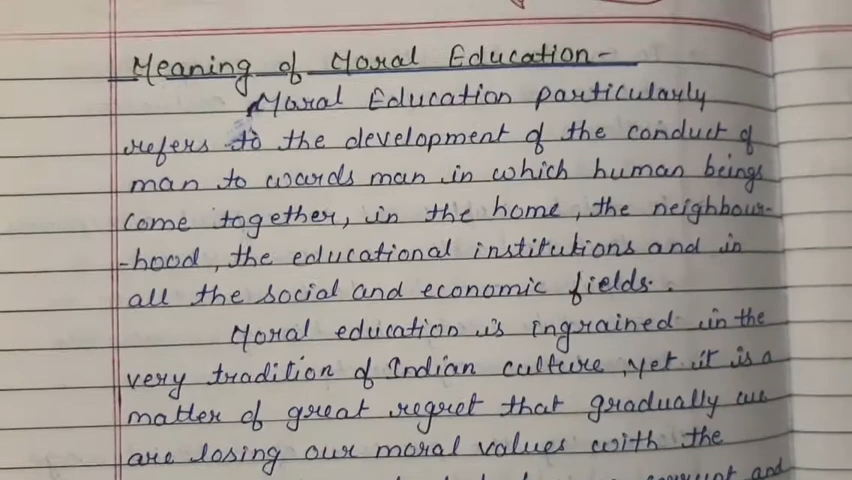 Meaning of Moral Education -
Moral Education particularly
refers to the development of the conduct of
man to wards man in which human beings
come together, in the home, the neighbour-
-hood, the educational institutions and in
all the social and economic fields.
Moral education is ingrained in the
very tradition of Indian culture, yet it is a
matter of great regret that gradually we
are losing our moral values with the
and